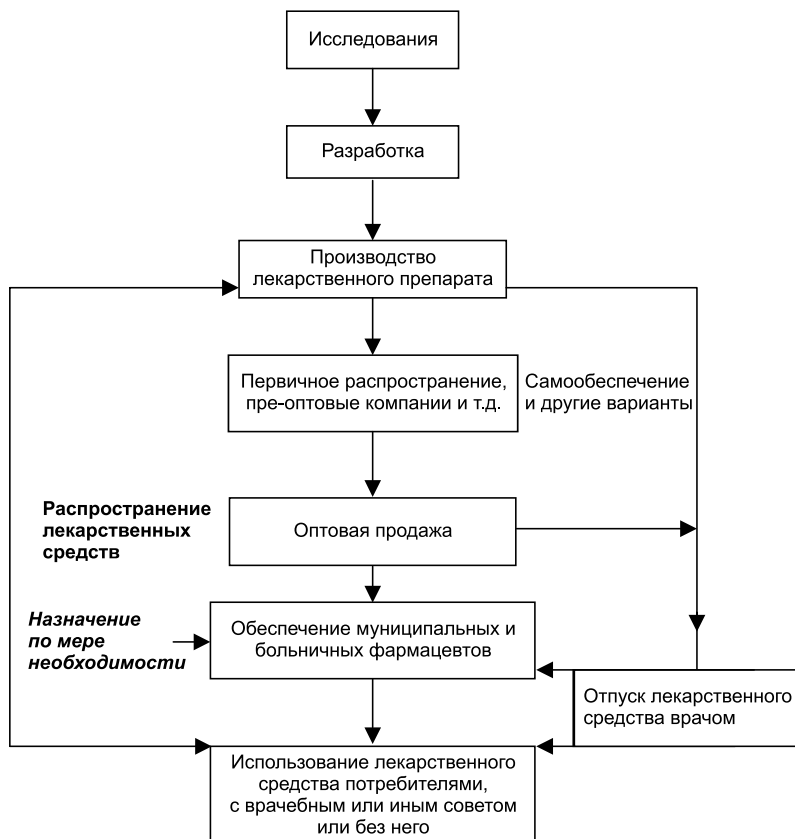 Исследования
Разработка
Производство
лекарственного препарата
Первичное распространение,
пре-оптовые компании и т.д.
Самообеспечение
и другие варианты
Распространение
лекарственных
средств
Оптовая продажа
Назначение
по мере
необходимости
Обеспечение муниципальных и
больничных фармацевтов
Отпуск лекарственного
средства врачом
Использование лекарственного
средства потребителями,
с врачебным или иным советом
или без него